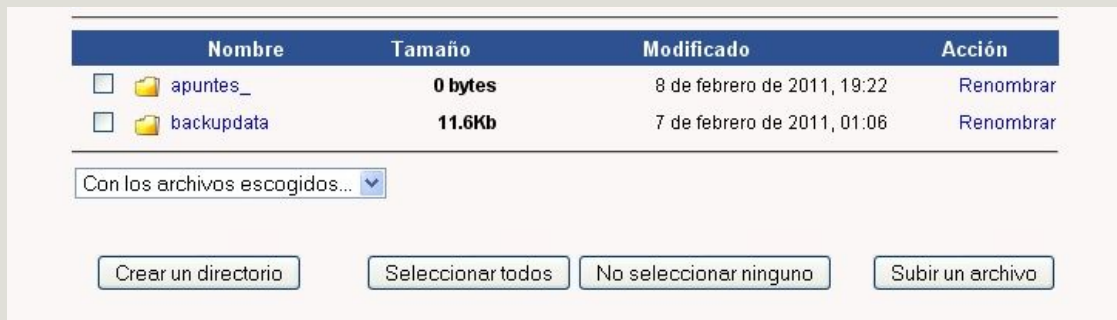 Nombre Tamaño Modificado Acción
apuntes_ 0 bytes 8 de febrero de 2011, 19:22 Renombrar
backupdata 11.6Kb 7 de febrero de 2011, 01:06 Renombrar
Con los archivos escogidos...
Crear un directorio Seleccionar todos No seleccionar ninguno Subir un archivo